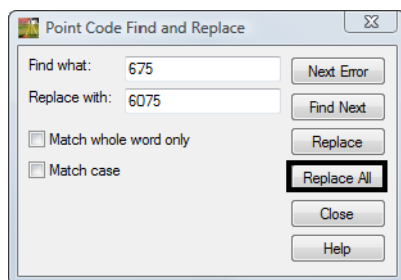 Point Code Find and Replace
Find what: 675
Next Error
Replace with: 6075
Find Next
Match whole word only
Replace
Match case
Replace All
Close
Help